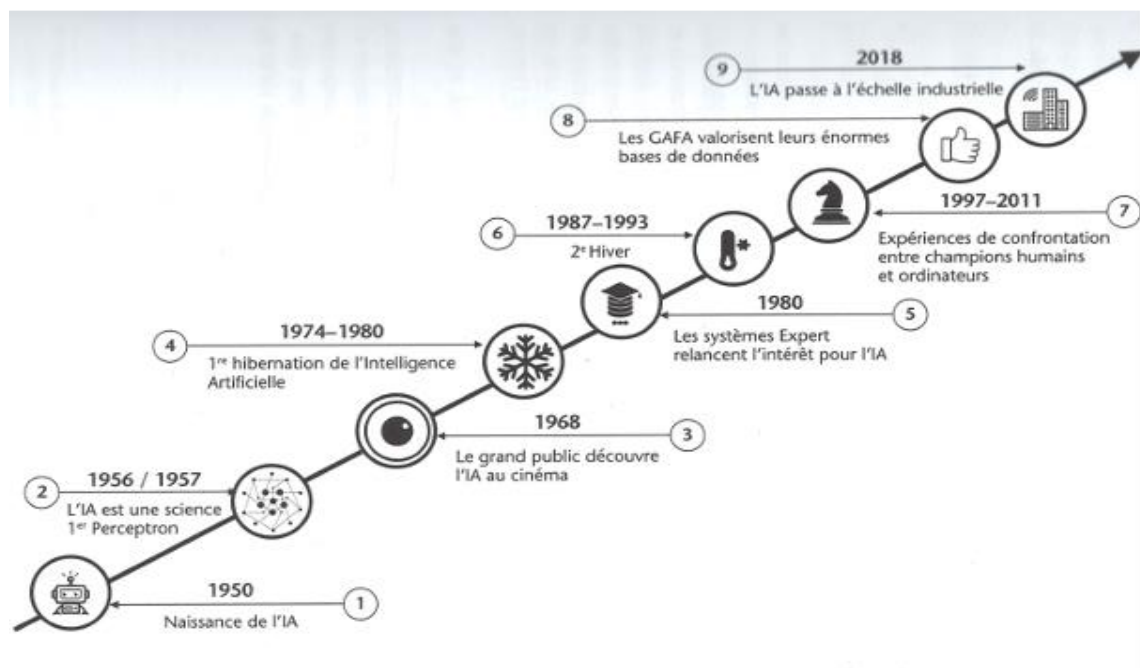 2018
9
L'IA passe à l'échelle industrielle
8
Les GAFA valorisent leurs énormes
bases de données
1997–2011
7
Expériences de confrontation
entre champions humains
et ordinateurs
1987–1993
6
2e Hiver
1980
5
Les systèmes Expert
relancent l'intérêt pour l'IA
1974–1980
4
1re hibernation de l'Intelligence
Artificielle
1968
3
Le grand public découvre
l'IA au cinéma
1956 / 1957
2
L'IA est une science
1er Perceptron
1950
1
Naissance de l'IA